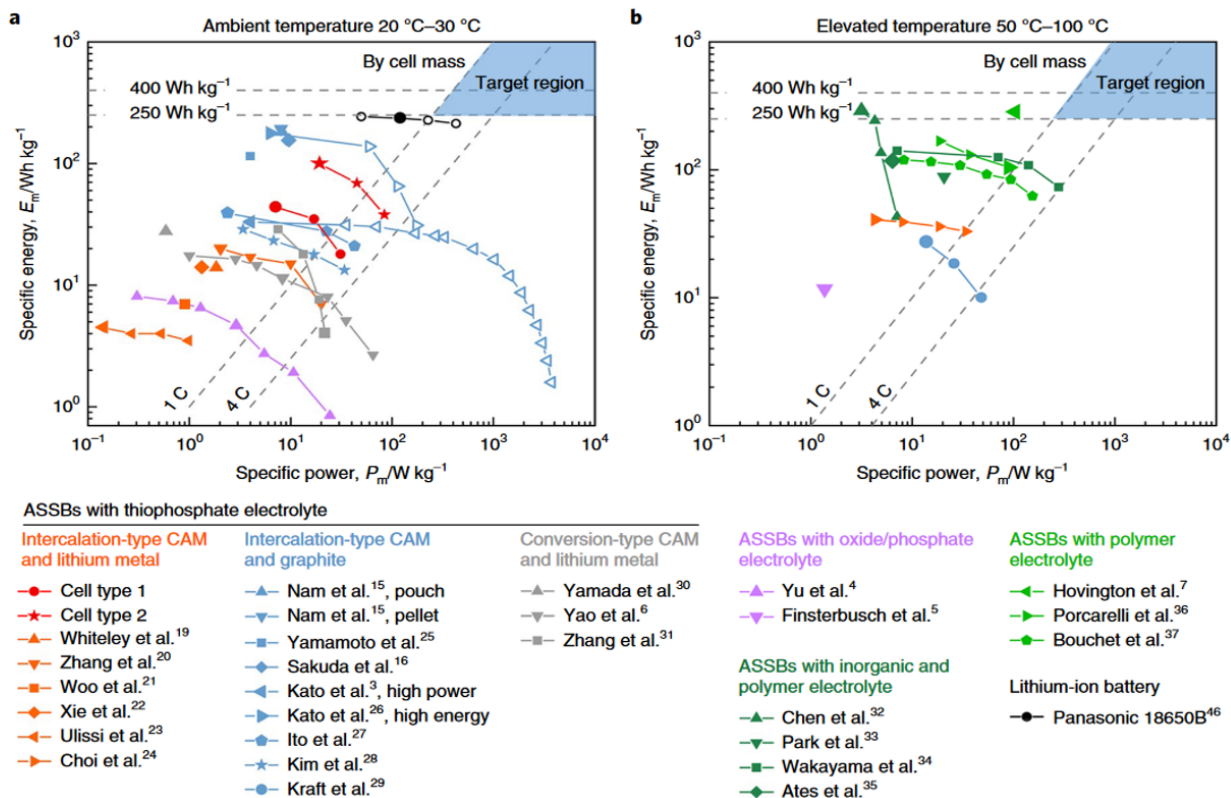 a
Ambient temperature 20 °C–30 °C
10³
10²
10¹
10⁰
Specific energy, Eₘ/Wh kg⁻¹
400 Wh kg⁻¹
250 Wh kg⁻¹
By cell mass
Target region
1 C
4 C
10⁻¹ 10⁰ 10¹ 10² 10³ 10⁴
Specific power, Pₘ/W kg⁻¹
b
Elevated temperature 50 °C–100 °C
10³
10²
10¹
10⁰
Specific energy, Eₘ/Wh kg⁻¹
400 Wh kg⁻¹
250 Wh kg⁻¹
By cell mass
Target region
1 C
4 C
10⁻¹ 10⁰ 10¹ 10² 10³ 10⁴
Specific power, Pₘ/W kg⁻¹
ASSBs with thiophosphate electrolyte
Intercalation-type CAM
and lithium metal
Cell type 1
Cell type 2
Whiteley et al.¹⁹
Zhang et al.²⁰
Woo et al.²¹
Xie et al.²²
Ulissi et al.²³
Choi et al.²⁴
Intercalation-type CAM
and graphite
Nam et al.¹⁵, pouch
Nam et al.¹⁵, pellet
Yamamoto et al.²⁵
Sakuda et al.¹⁶
Kato et al.³, high power
Kato et al.²⁶, high energy
Ito et al.²⁷
Kim et al.²⁸
Kraft et al.²⁹
Conversion-type CAM
and lithium metal
Yamada et al.³⁰
Yao et al.⁶
Zhang et al.³¹
ASSBs with oxide/phosphate
electrolyte
Yu et al.⁴
Finsterbusch et al.⁵
ASSBs with inorganic and
polymer electrolyte
Chen et al.³²
Park et al.³³
Wakayama et al.³⁴
Ates et al.³⁵
ASSBs with polymer
electrolyte
Hovington et al.⁷
Porcarelli et al.³⁶
Bouchet et al.³⁷
Lithium-ion battery
Panasonic 18650B⁴⁶